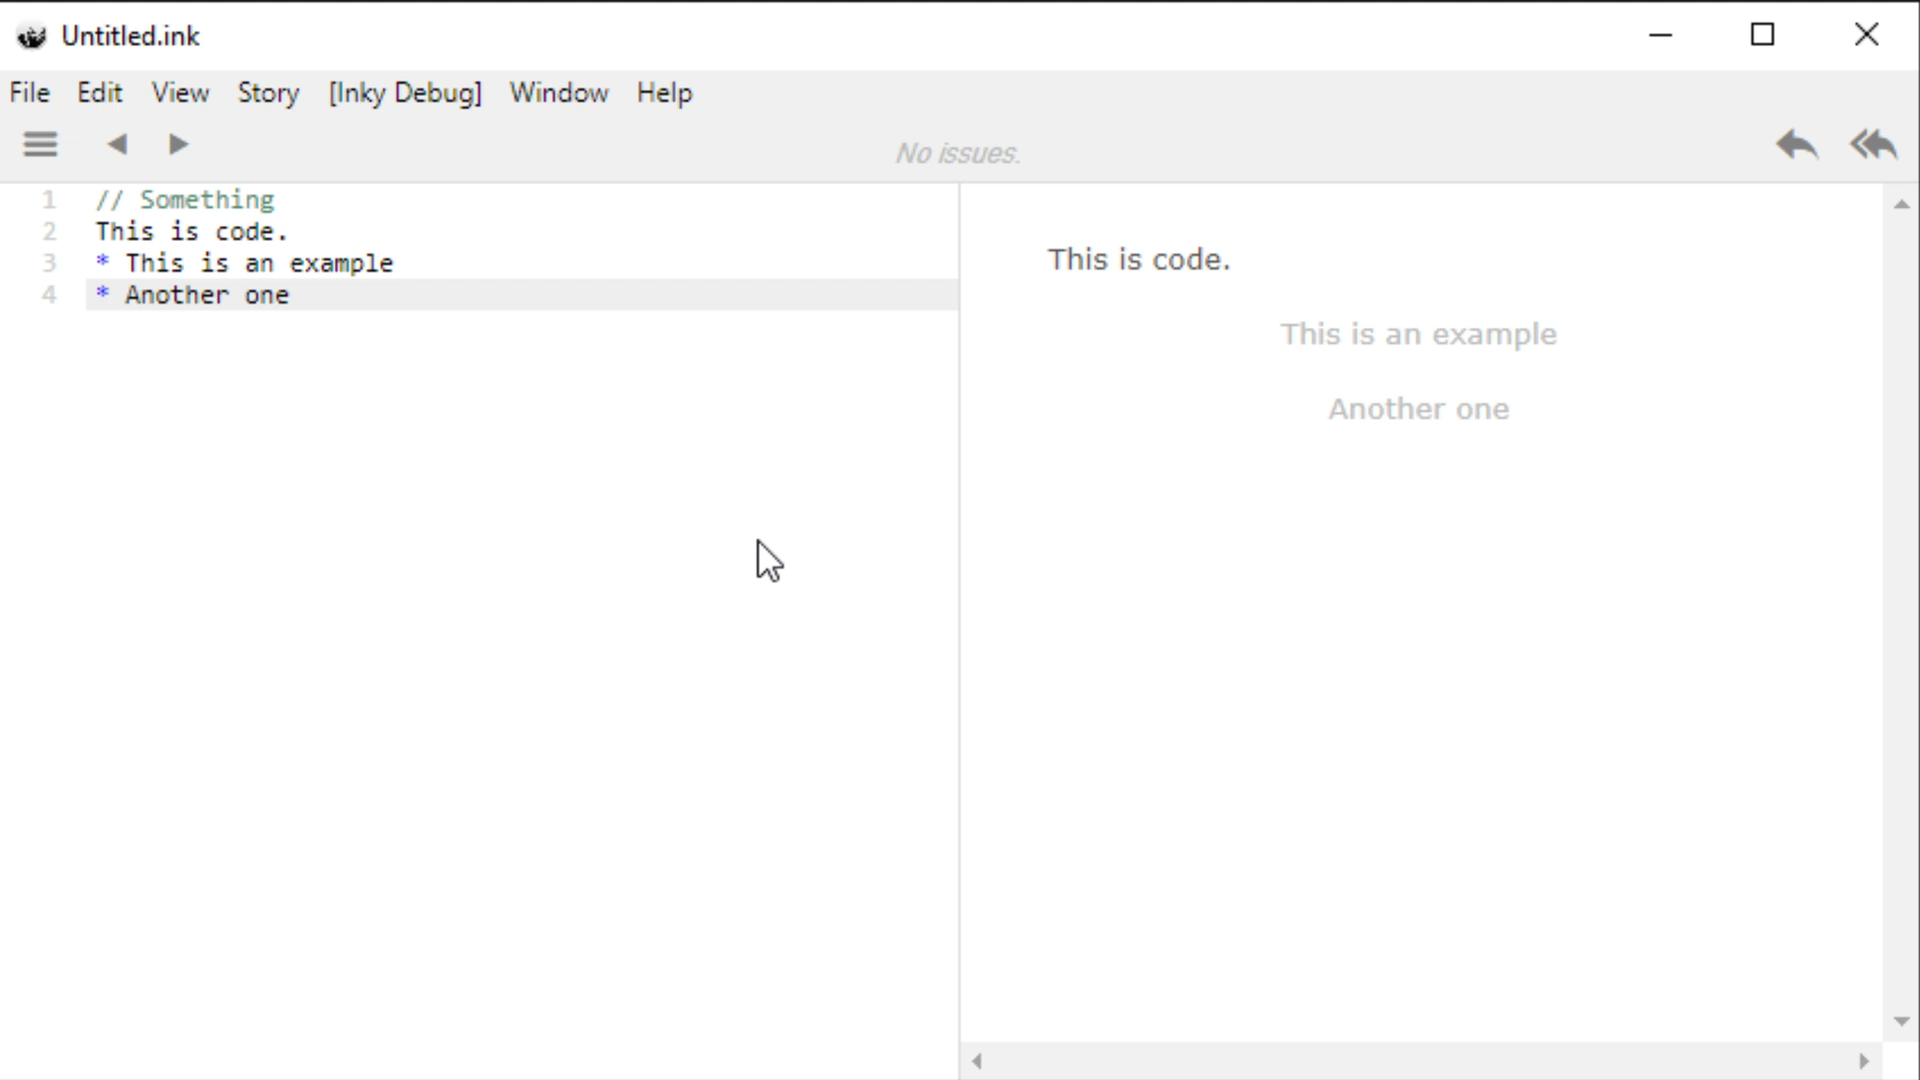 Untitled.ink
File Edit View Story [Inky Debug] Window Help
No issues.
1 // Something
2 This is code.
3 * This is an example
4 * Another one
This is code.
This is an example
Another one